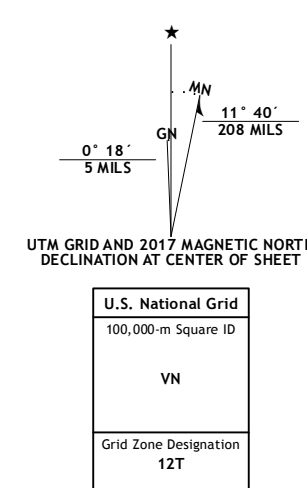 MN
GN
11° 40´
208 MILS
0° 18´
5 MILS
UTM GRID AND 2017 MAGNETIC NORTH
DECLINATION AT CENTER OF SHEET
U.S. National Grid
100,000-m Square ID
VN
Grid Zone Designation
12T